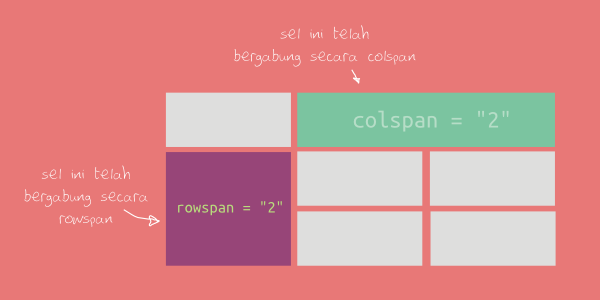 sel ini telah
bergabung secara colspan
colspan = "2"
sel ini telah
bergabung secara
rowspan
rowspan = "2"